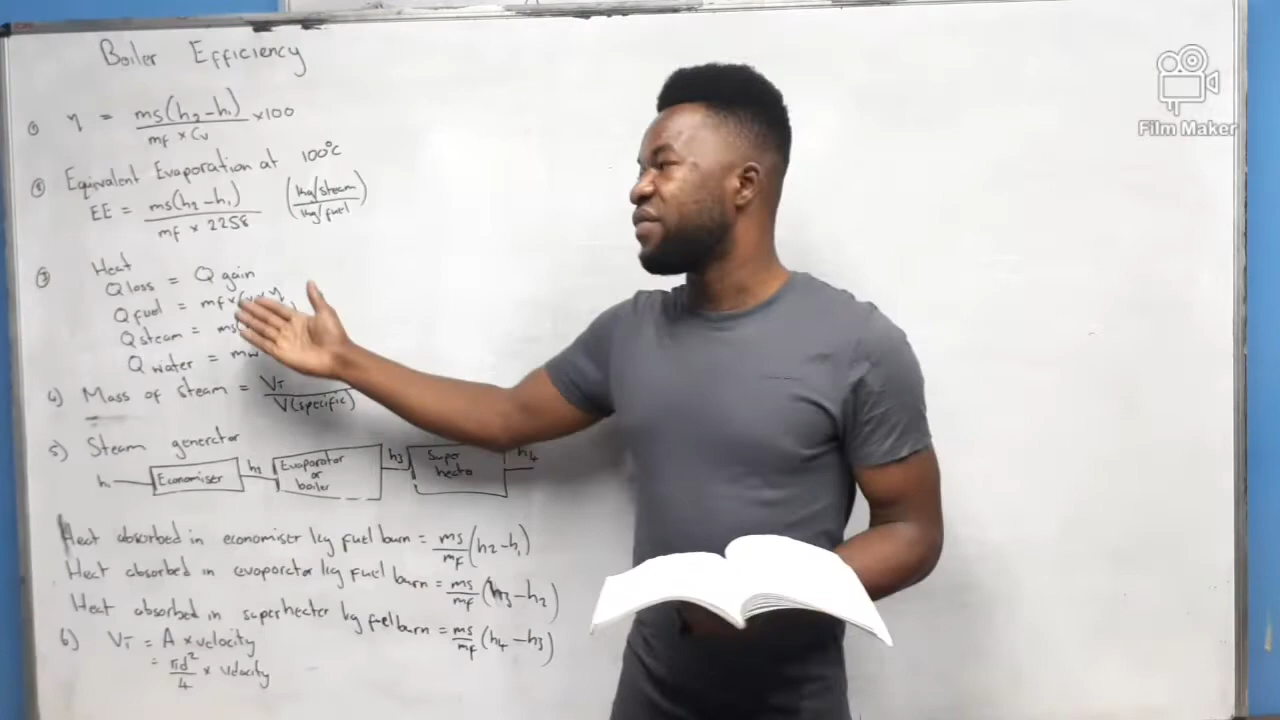 Boiler Efficiency
① η = ms(h₂-h₁) / mf × Cv ×100
② Equivalent Evaporation at 100°C
EE = ms(h₂-h₁) / mf × 2258 (kg/steam / kg/fuel)
③ Heat
Q loss = Q gain
Q fuel = mf × Cv × η
Q steam = ms
Q water = mw
4) Mass of steam = VT / V(specific)
5) Steam generator
h₁ Economiser h₂ Evaporator or boiler h₃ Super heater h4
Heat absorbed in economiser kg fuel burn = ms/mf (h2-h₁)
Heat absorbed in evaporator kg fuel burn = ms/mf (h3-h2)
Heat absorbed in superheater kg fuel burn = ms/mf (h4-h3)
6) VT = A × velocity
= πd²/4 × velocity
Film Maker